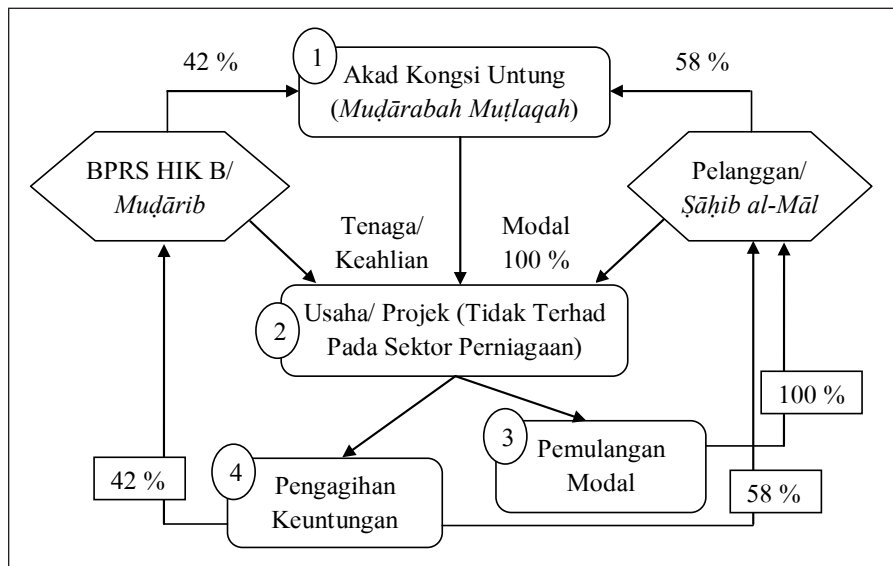 42 %
1
58 %
Akad Kongsi Untung
(Muḍārabah Muṭlaqah)
BPRS HIK B/
Muḍārib
Pelanggan/
Ṣāḥib al-Māl
Tenaga/
Keahlian
Modal
100 %
2
Usaha/ Projek (Tidak Terhad
Pada Sektor Perniagaan)
100 %
3
Pemulangan
Modal
42 %
4
Pengagihan
Keuntungan
58 %